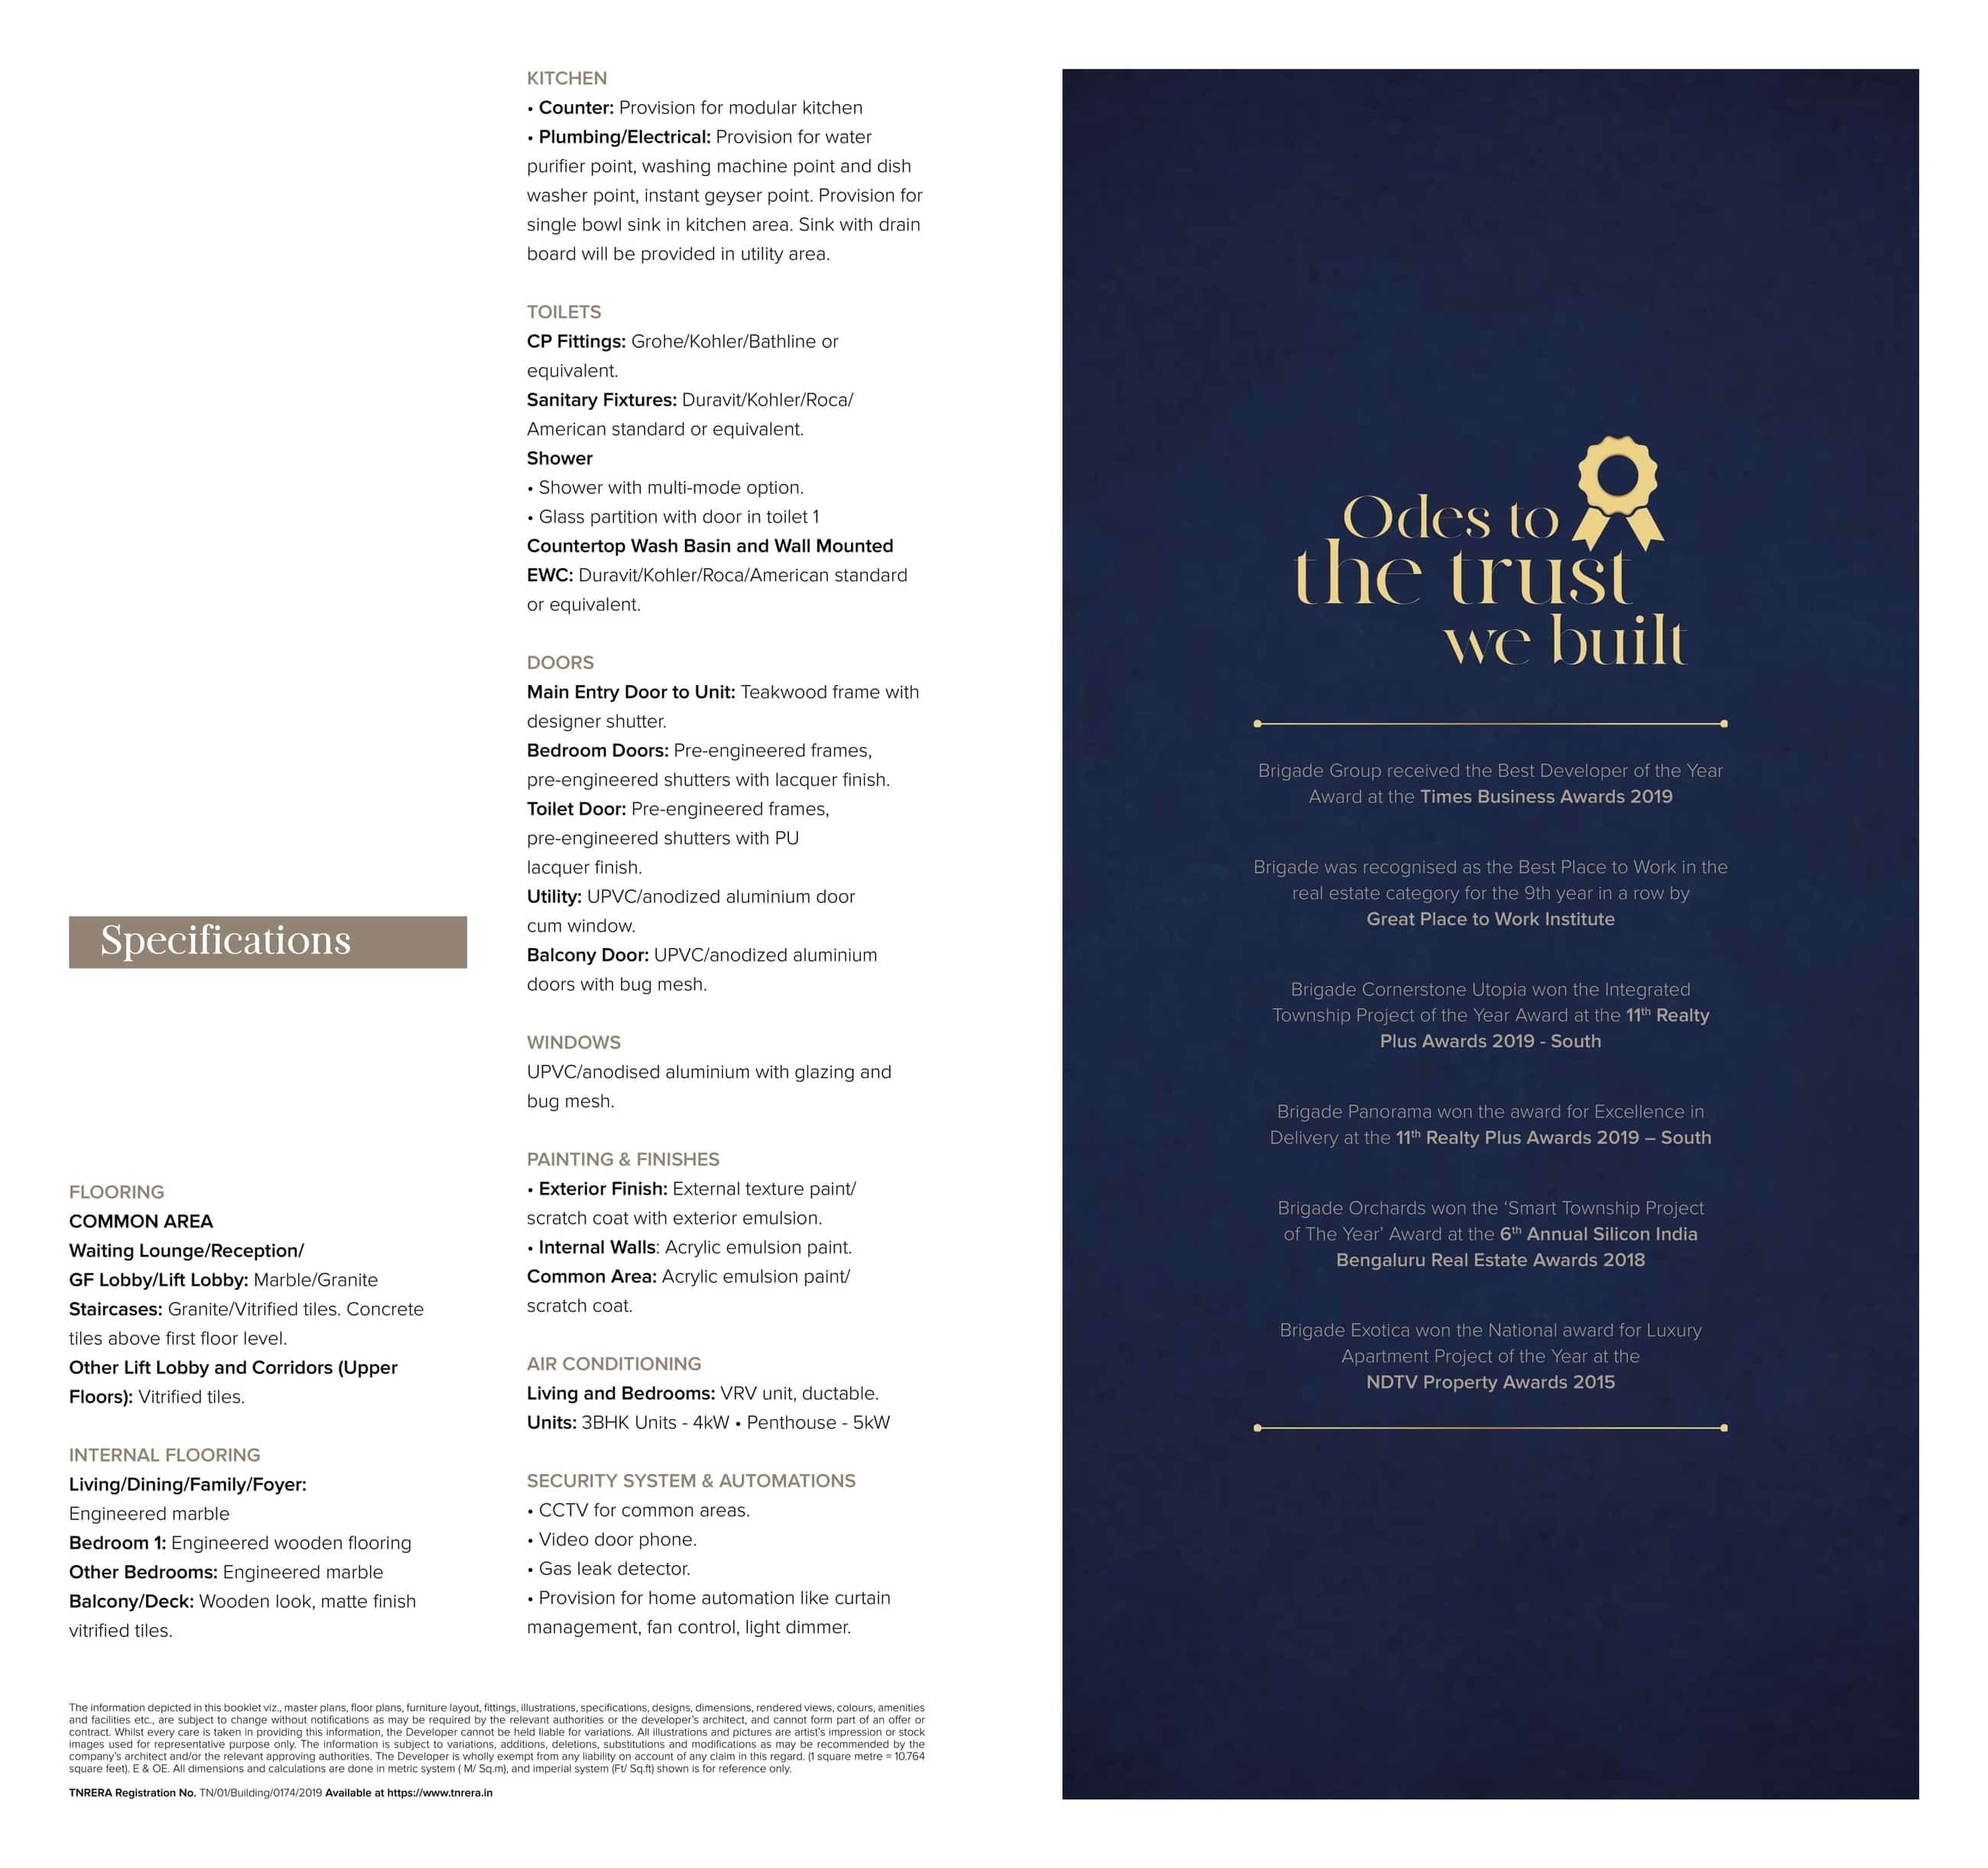 Specifications
FLOORING
COMMON AREA
Waiting Lounge/Reception/
GF Lobby/Lift Lobby: Marble/Granite
Staircases: Granite/Vitrified tiles. Concrete
tiles above first floor level.
Other Lift Lobby and Corridors (Upper
Floors): Vitrified tiles.
INTERNAL FLOORING
Living/Dining/Family/Foyer:
Engineered marble
Bedroom 1: Engineered wooden flooring
Other Bedrooms: Engineered marble
Balcony/Deck: Wooden look, matte finish
vitrified tiles.
KITCHEN
• Counter: Provision for modular kitchen
• Plumbing/Electrical: Provision for water
purifier point, washing machine point and dish
washer point, instant geyser point. Provision for
single bowl sink in kitchen area. Sink with drain
board will be provided in utility area.
TOILETS
CP Fittings: Grohe/Kohler/Bathline or
equivalent.
Sanitary Fixtures: Duravit/Kohler/Roca/
American standard or equivalent.
Shower
• Shower with multi-mode option.
• Glass partition with door in toilet 1
Countertop Wash Basin and Wall Mounted
EWC: Duravit/Kohler/Roca/American standard
or equivalent.
DOORS
Main Entry Door to Unit: Teakwood frame with
designer shutter.
Bedroom Doors: Pre-engineered frames,
pre-engineered shutters with lacquer finish.
Toilet Door: Pre-engineered frames,
pre-engineered shutters with PU
lacquer finish.
Utility: UPVC/anodized aluminium door
cum window.
Balcony Door: UPVC/anodized aluminium
doors with bug mesh.
WINDOWS
UPVC/anodised aluminium with glazing and
bug mesh.
PAINTING & FINISHES
• Exterior Finish: External texture paint/
scratch coat with exterior emulsion.
• Internal Walls: Acrylic emulsion paint.
Common Area: Acrylic emulsion paint/
scratch coat.
AIR CONDITIONING
Living and Bedrooms: VRV unit, ductable.
Units: 3BHK Units - 4kW • Penthouse - 5kW
SECURITY SYSTEM & AUTOMATIONS
• CCTV for common areas.
• Video door phone.
• Gas leak detector.
• Provision for home automation like curtain
management, fan control, light dimmer.
The information depicted in this booklet viz., master plans, floor plans, furniture layout, fittings, illustrations, specifications, designs, dimensions, rendered views, colours, amenities
and facilities etc., are subject to change without notifications as may be required by the relevant authorities or the developer's architect, and cannot form part of an offer or
contract. Whilst every care is taken in providing this information, the Developer cannot be held liable for variations. All illustrations and pictures are artist's impression or stock
images used for representative purpose only. The information is subject to variations, additions, deletions, substitutions and modifications as may be recommended by the
company's architect and/or the relevant approving authorities. The Developer is wholly exempt from any liability on account of any claim in this regard. (1 square metre = 10.764
square feet). E & OE. All dimensions and calculations are done in metric system ( M/ Sq.m), and imperial system (Ft/ Sq.ft) shown is for reference only.
TNRERA Registration No. TN/01/Building/0174/2019 Available at https://www.tnrera.in
Odes to
the trust
we built
Brigade Group received the Best Developer of the Year
Award at the Times Business Awards 2019
Brigade was recognised as the Best Place to Work in the
real estate category for the 9th year in a row by
Great Place to Work Institute
Brigade Cornerstone Utopia won the Integrated
Township Project of the Year Award at the 11th Realty
Plus Awards 2019 - South
Brigade Panorama won the award for Excellence in
Delivery at the 11th Realty Plus Awards 2019 – South
Brigade Orchards won the ‘Smart Township Project
of The Year’ Award at the 6th Annual Silicon India
Bengaluru Real Estate Awards 2018
Brigade Exotica won the National award for Luxury
Apartment Project of the Year at the
NDTV Property Awards 2015